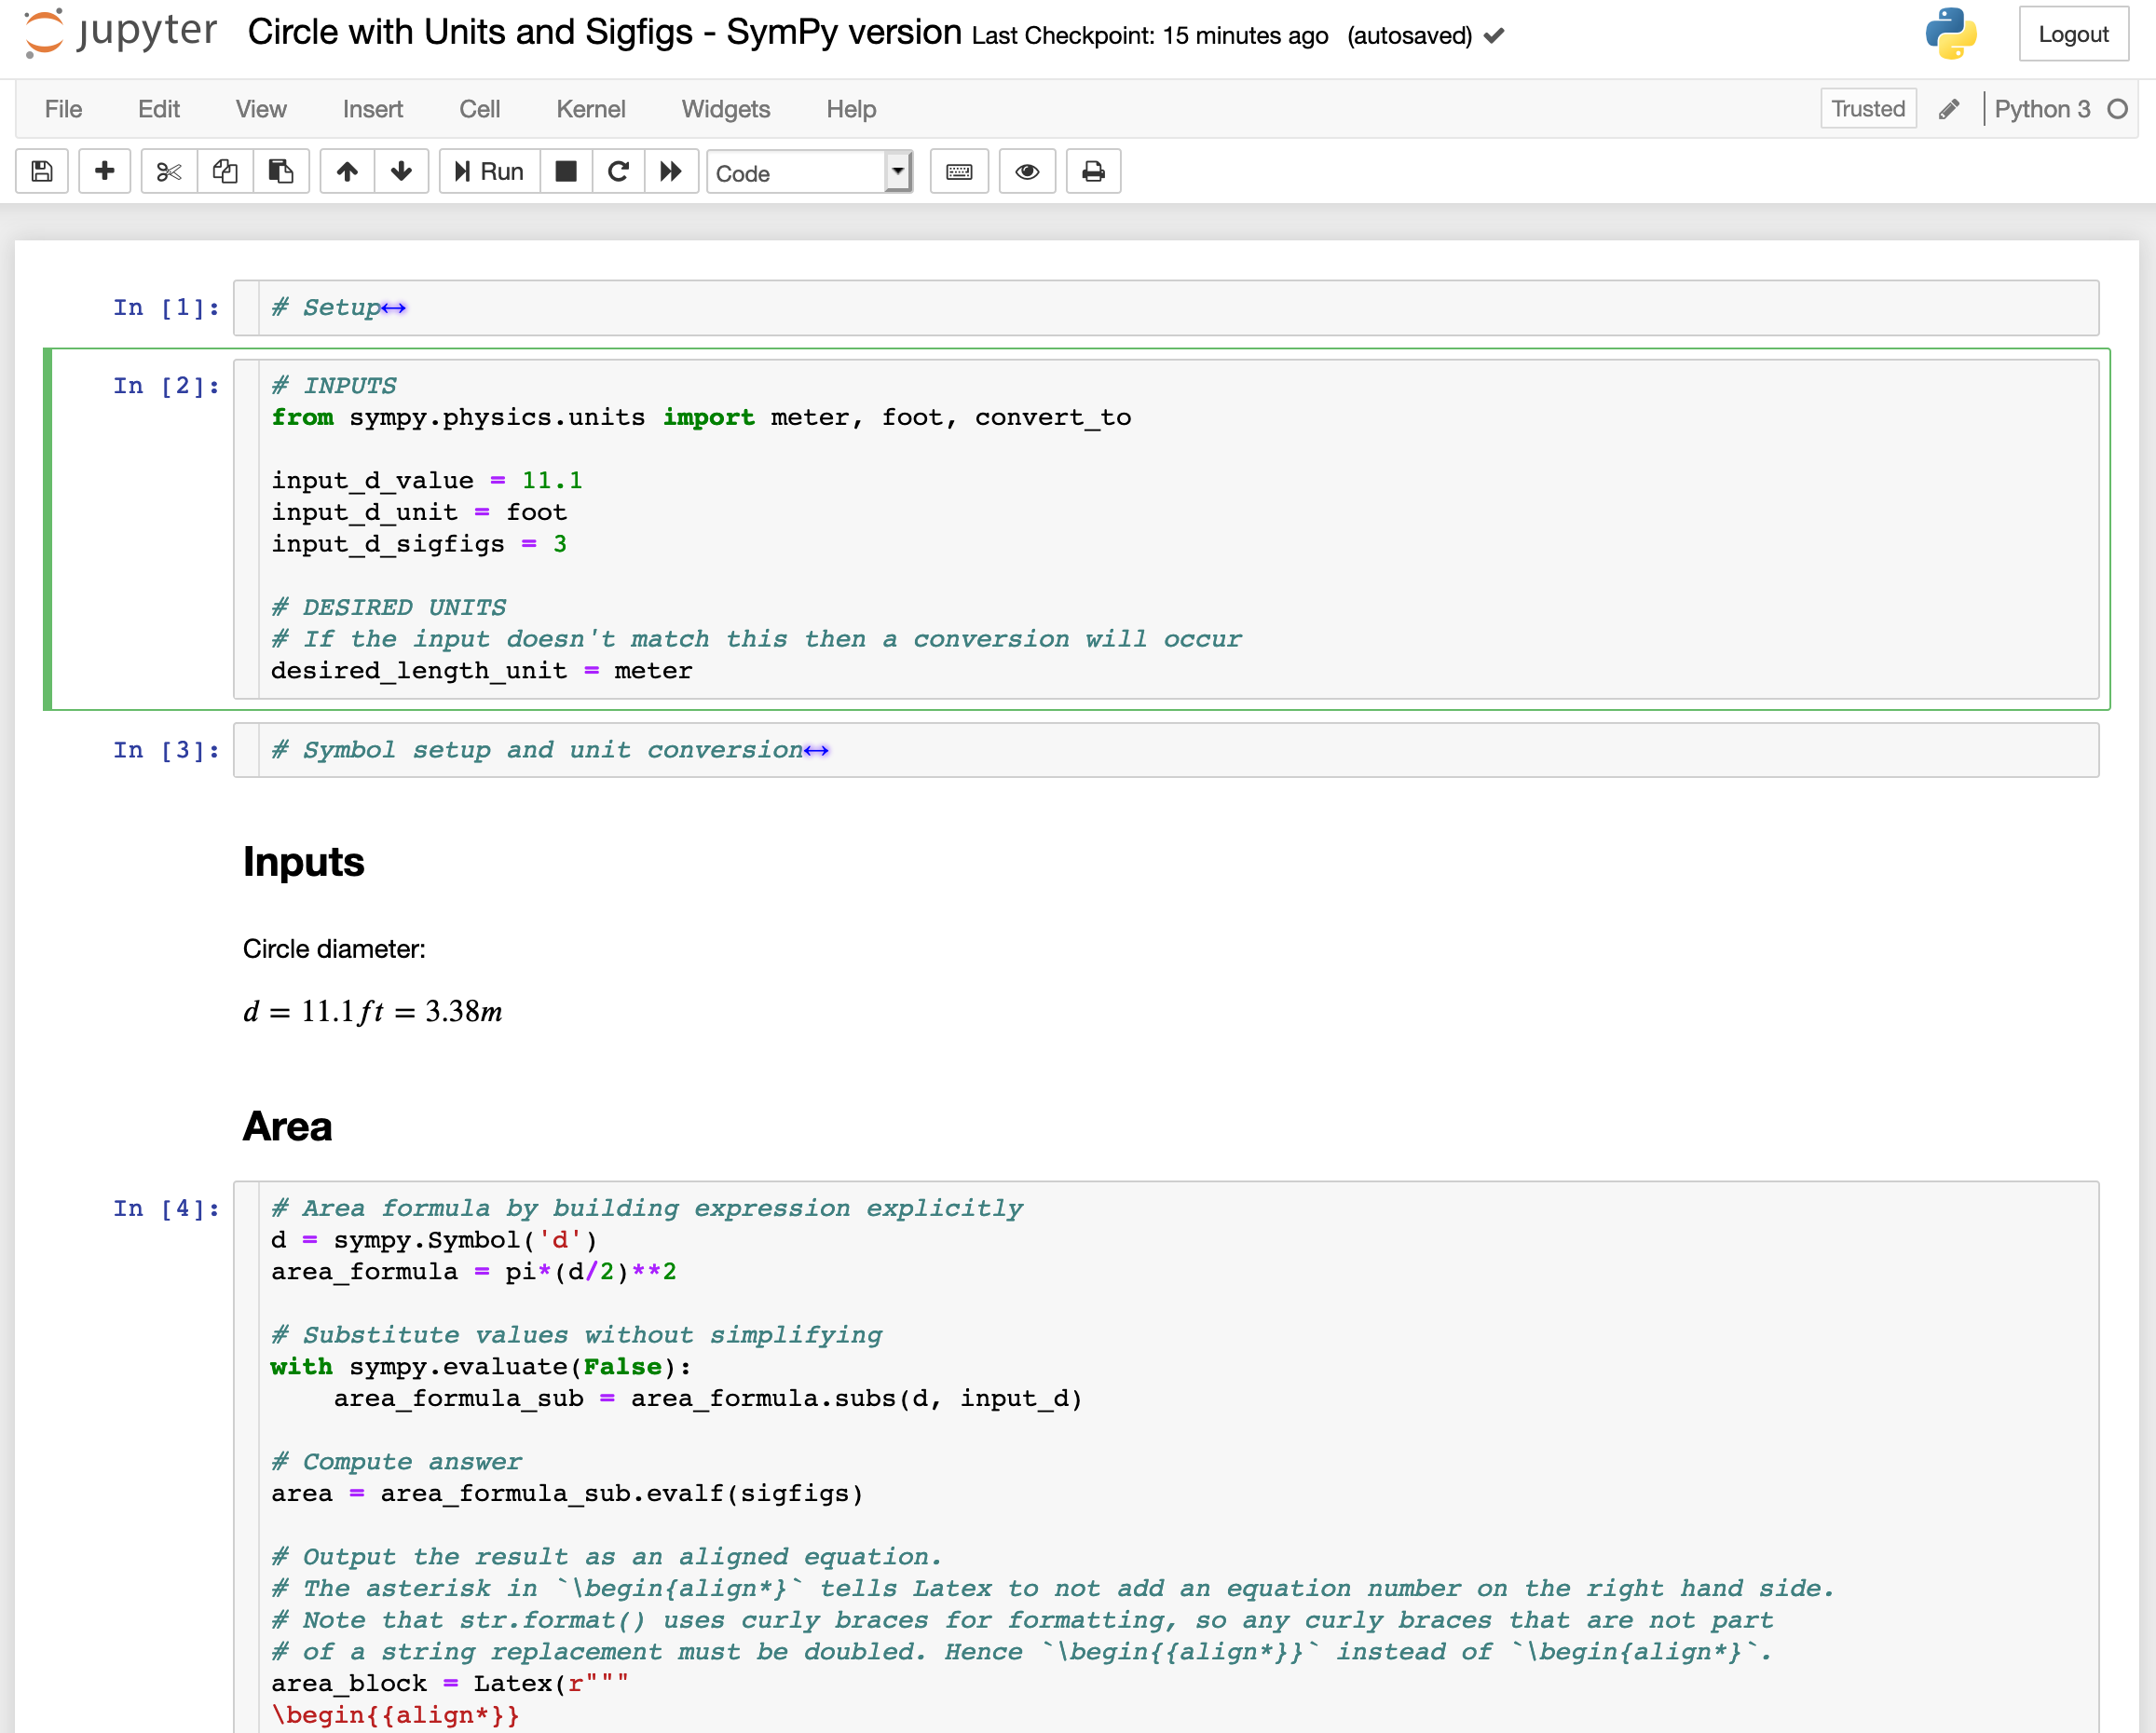 jupyter Circle with Units and Sigfigs - SymPy version Last Checkpoint: 15 minutes ago (autosaved) Logout
File Edit View Insert Cell Kernel Widgets Help Trusted Python 3
Run Code
In [1]: # Setup
In [2]: # INPUTS
from sympy.physics.units import meter, foot, convert_to
input_d_value = 11.1
input_d_unit = foot
input_d_sigfigs = 3
# DESIRED UNITS
# If the input doesn't match this then a conversion will occur
desired_length_unit = meter
In [3]: # Symbol setup and unit conversion
Inputs
Circle diameter:
d = 11.1ft = 3.38m
Area
In [4]: # Area formula by building expression explicitly
d = sympy.Symbol('d')
area_formula = pi*(d/2)**2
# Substitute values without simplifying
with sympy.evaluate(False):
    area_formula_sub = area_formula.subs(d, input_d)
# Compute answer
area = area_formula_sub.evalf(sigfigs)
# Output the result as an aligned equation.
# The asterisk in `\begin{align*}` tells Latex to not add an equation number on the right hand side.
# Note that str.format() uses curly braces for formatting, so any curly braces that are not part
# of a string replacement must be doubled. Hence `\begin{{align*}}` instead of `\begin{align*}`.
area_block = Latex(r"""
\begin{{align*}}